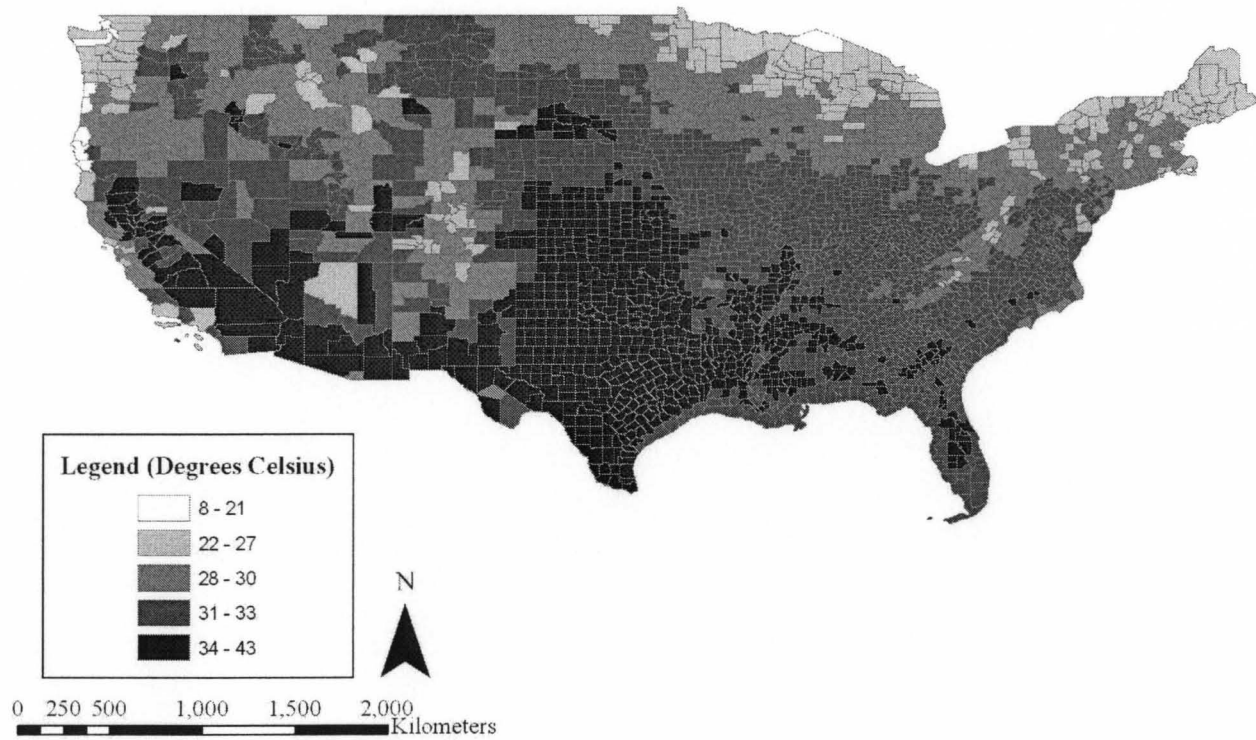 Legend (Degrees Celsius)
8 - 21
22 - 27
28 - 30
31 - 33
34 - 43
N
0 250 500 1,000 1,500 2,000
Kilometers